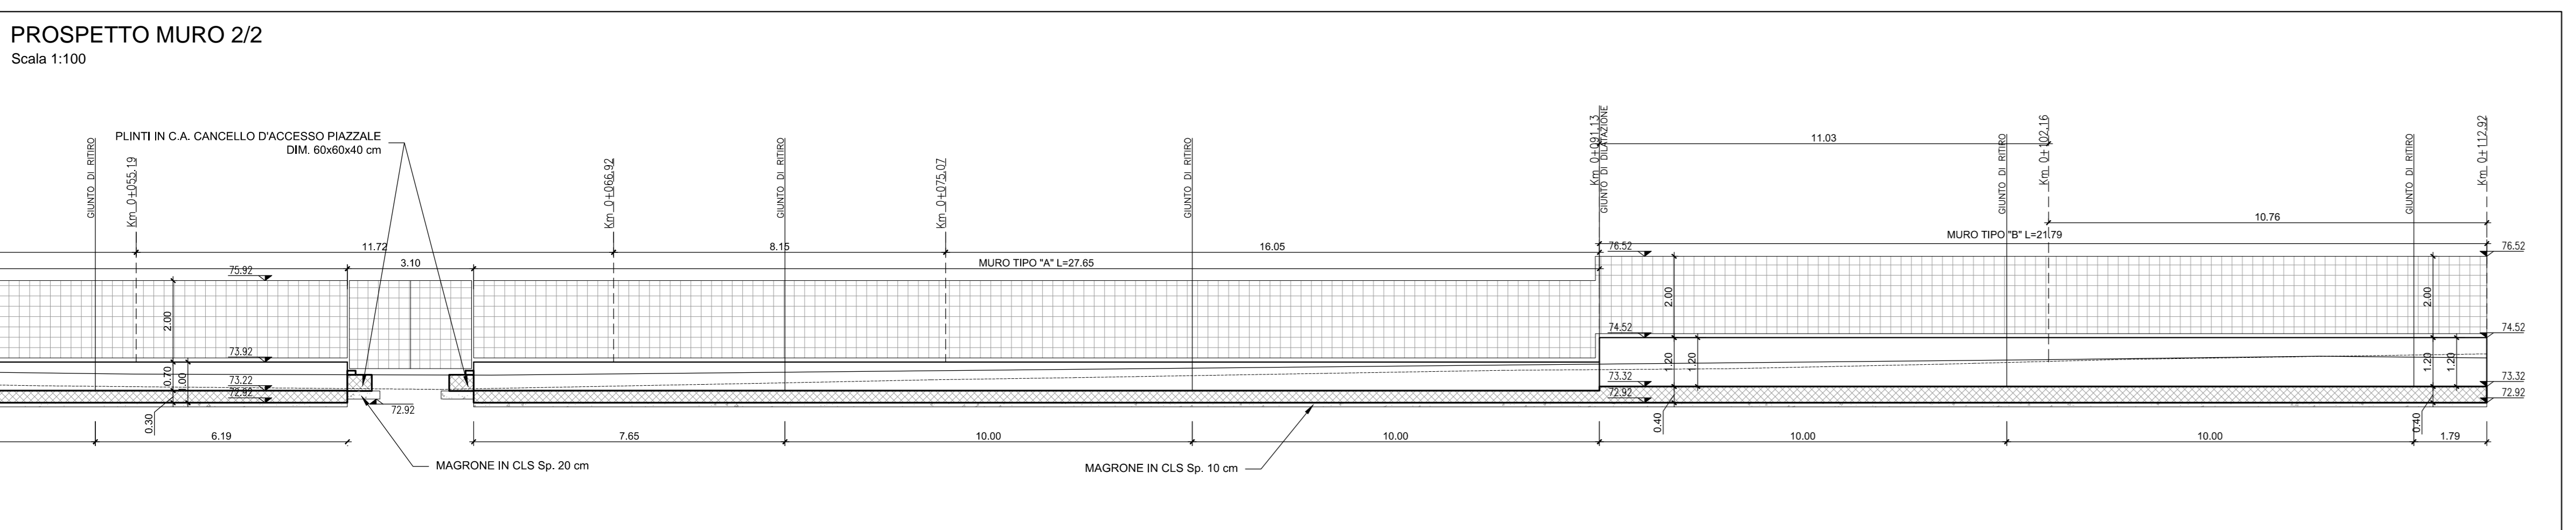 PROSPETTO MURO 2/2
Scala 1:100
PLINTI IN C.A. CANCELLO D'ACCESSO PIAZZALE
DIM. 60x60x40 cm
GIUNTO DI RITIRO
Km 0+055,19
Km 0+066,92
GIUNTO DI RITIRO
Km 0+075,07
GIUNTO DI RITIRO
Km 0+091,13
GIUNTO DI DILATAZIONE
11.03
GIUNTO DI RITIRO
Km 0+102,16
GIUNTO DI RITIRO
Km 0+112,92
10.76
11.72
8.15
16.05
MURO TIPO "B" L=21.79
3.10
MURO TIPO "A" L=27.65
76.52
76.52
75.92
2.00
2.00
2.00
74.52
74.52
73.92
0.70
1.00
1.20
1.20
1.20
1.20
73.22
72.92
73.32
72.92
73.32
72.92
72.92
0.30
0.40
0.40
6.19
7.65
10.00
10.00
10.00
10.00
1.79
MAGRONE IN CLS Sp. 20 cm
MAGRONE IN CLS Sp. 10 cm